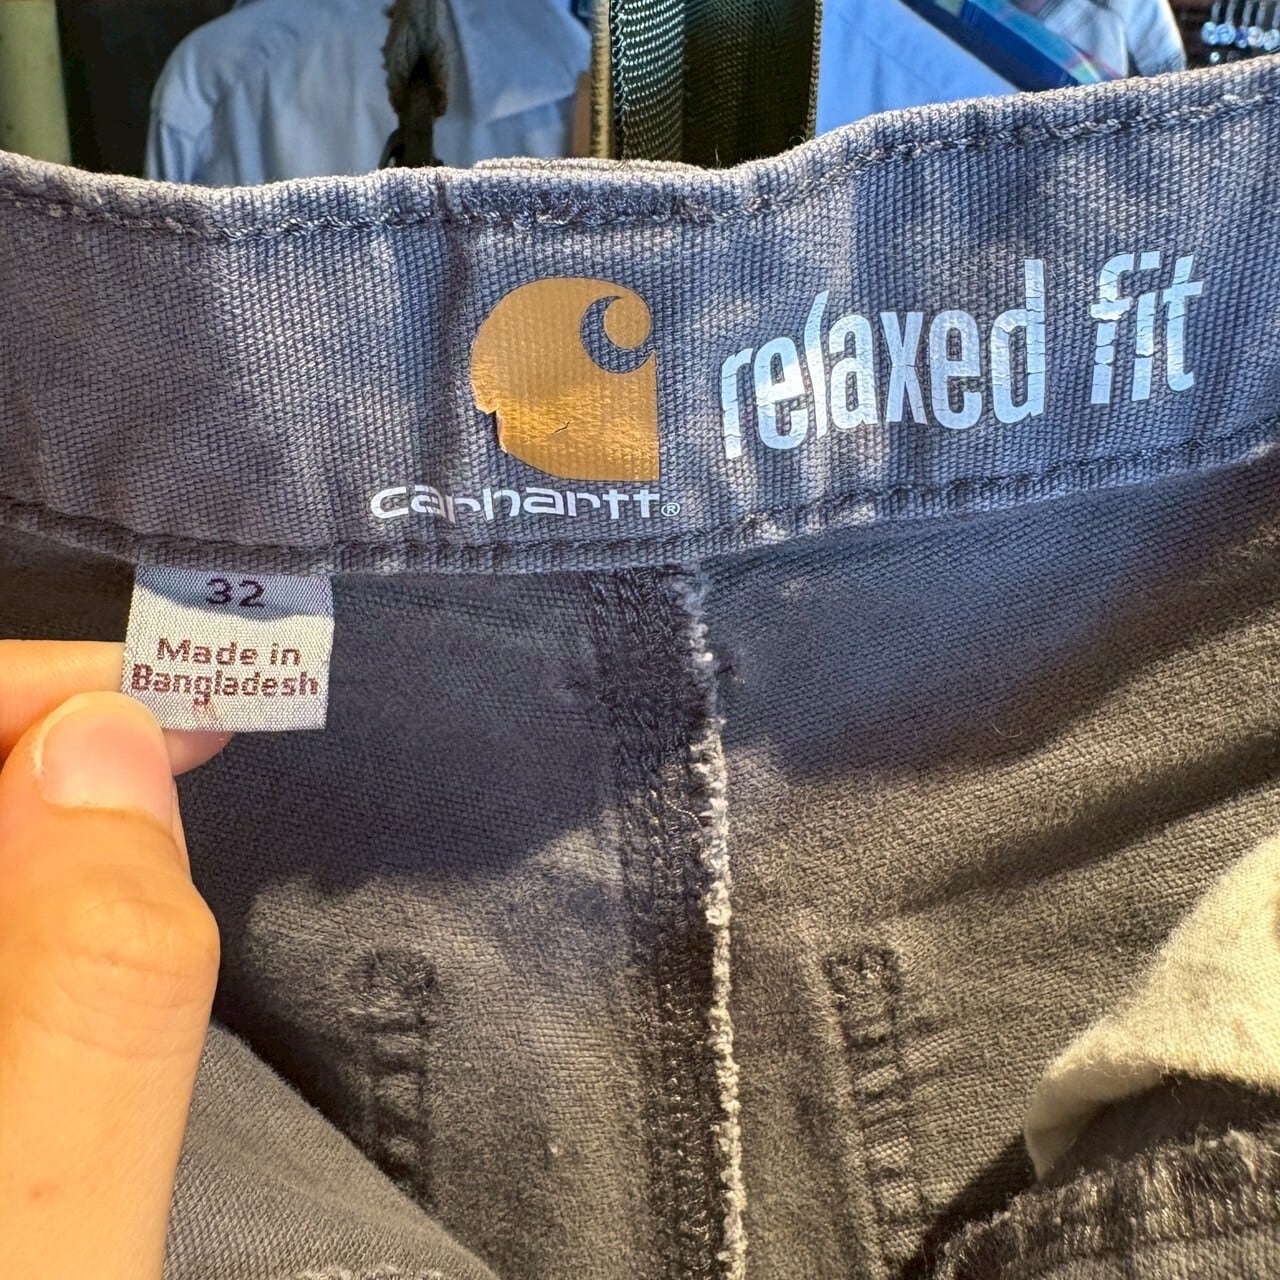 relaxed fit
carhartt®
32
Made in
Bangladesh